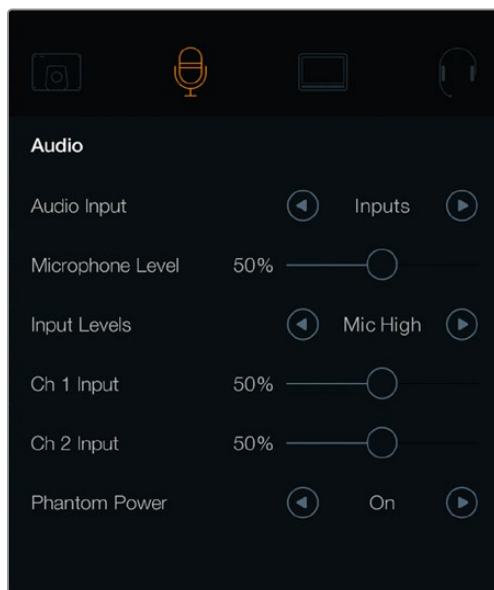 Audio
Audio Input Inputs
Microphone Level 50%
Input Levels Mic High
Ch 1 Input 50%
Ch 2 Input 50%
Phantom Power On